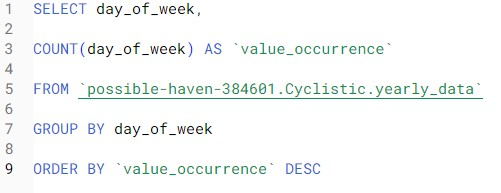 1 SELECT day_of_week,
2
3 COUNT(day_of_week) AS `value_occurrence`
4
5 FROM `possible-haven-384601.Cyclistic.yearly_data`
6
7 GROUP BY day_of_week
8
9 ORDER BY `value_occurrence` DESC